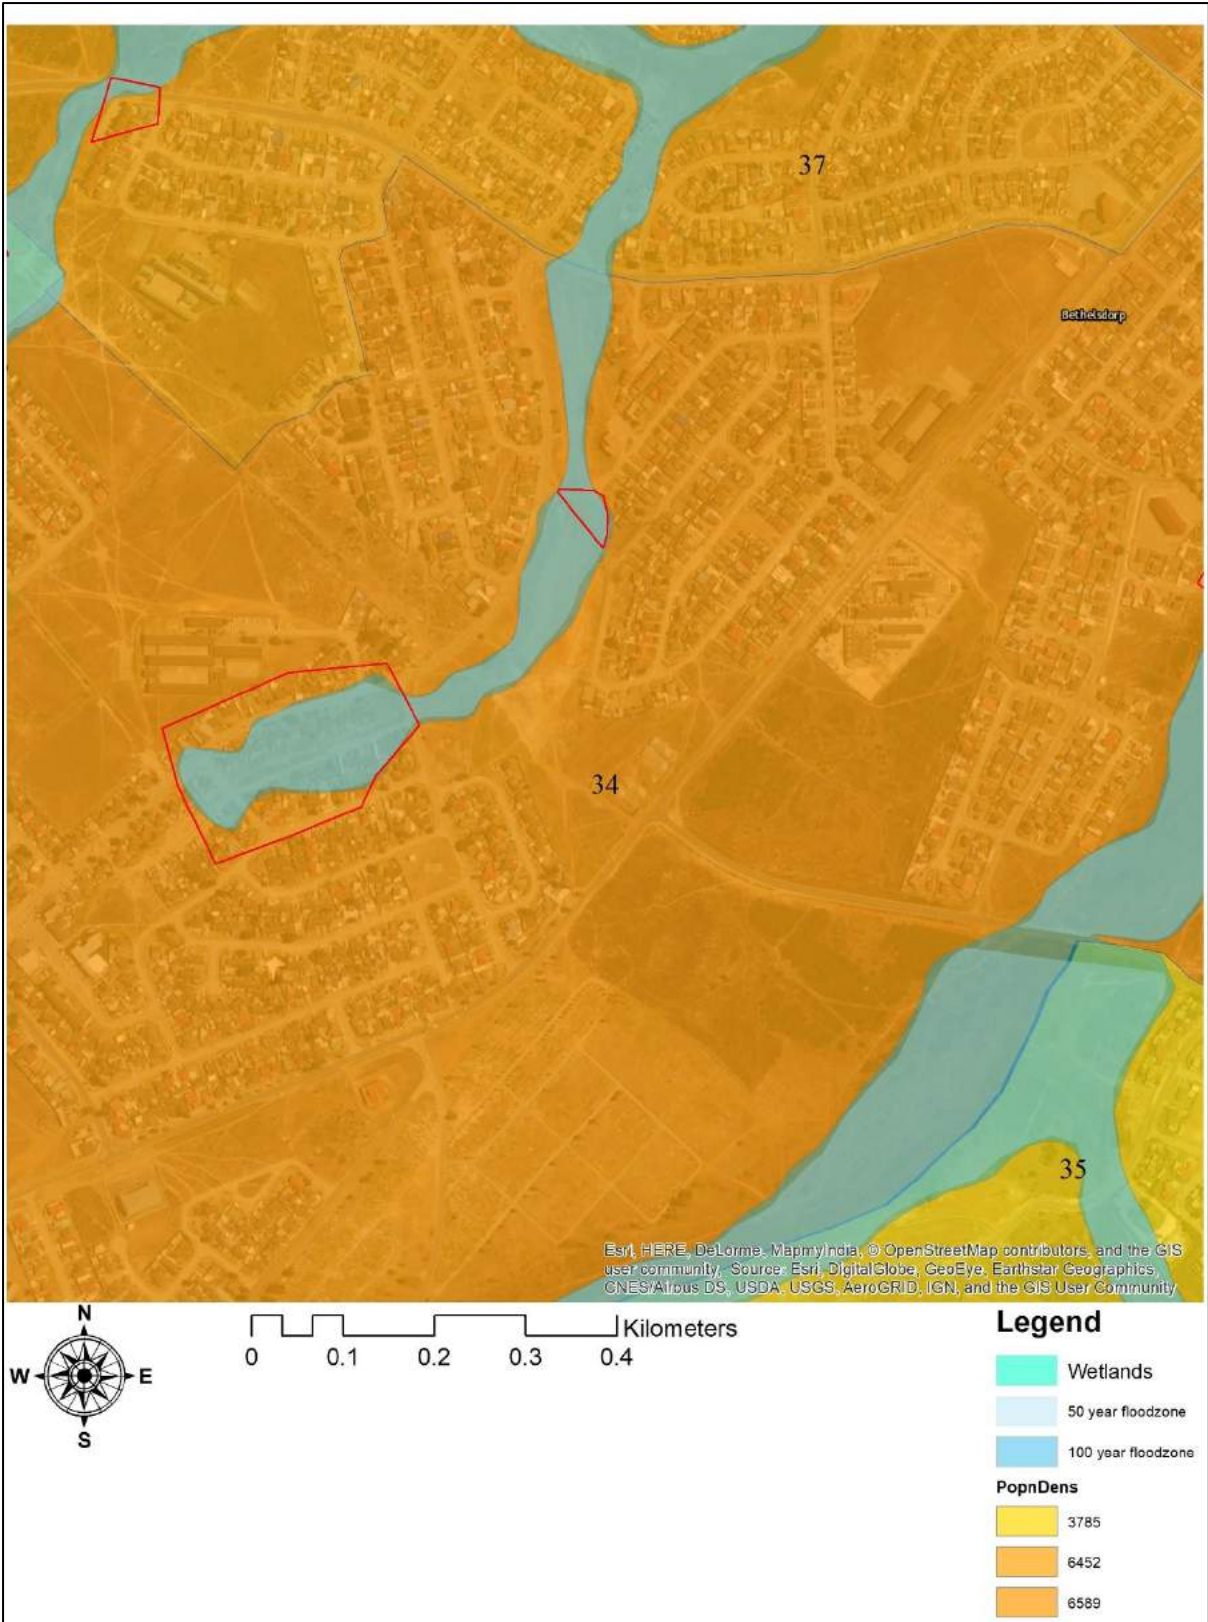 37
Bethelsdorp
34
35
Esri, HERE, DeLorme, MapmyIndia, © OpenStreetMap contributors, and the GIS
user community, Source: Esri, DigitalGlobe, GeoEye, Earthstar Geographics,
CNES/Airbus DS, USDA, USGS, AeroGRID, IGN, and the GIS User Community
N
W E
S
Kilometers
0 0.1 0.2 0.3 0.4
Legend
Wetlands
50 year floodzone
100 year floodzone
PopnDens
3785
6452
6589